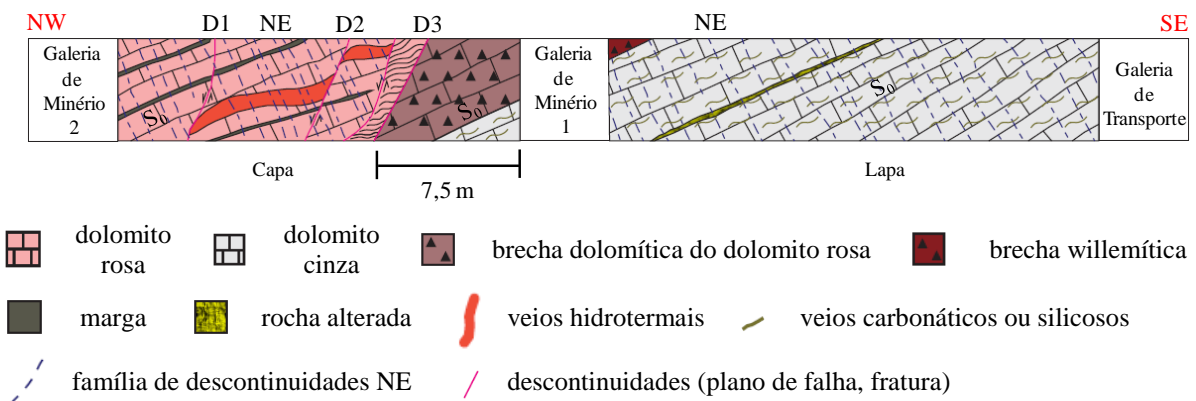 NW D1 NE D2 D3 NE SE
Galeria
de
Minério
2
S0
S0
Galeria
de
Minério
1
S0
Galeria
de
Transporte
Capa
7,5 m
Lapa
dolomito
rosa
dolomito
cinza
brecha dolomítica do dolomito rosa
brecha willemítica
marga
rocha alterada
veios hidrotermais
veios carbonáticos ou silicosos
família de descontinuidades NE
descontinuidades (plano de falha, fratura)